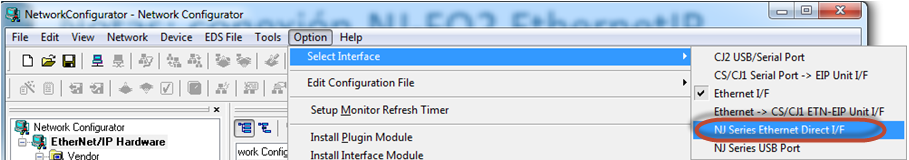 NetworkConfigurator - Network Configurator
File Edit View Network Device EDS File Tools Option Help
Select Interface
Edit Configuration File
Setup Monitor Refresh Timer
Install Plugin Module
Install Interface Module
CJ2 USB/Serial Port
CS/CJ1 Serial Port -> EIP Unit I/F
Ethernet I/F
Ethernet -> CS/CJ1 ETN-EIP Unit I/F
NJ Series Ethernet Direct I/F
NJ Series USB Port
Network Configurator
EtherNet/IP Hardware
Vendor
work Config